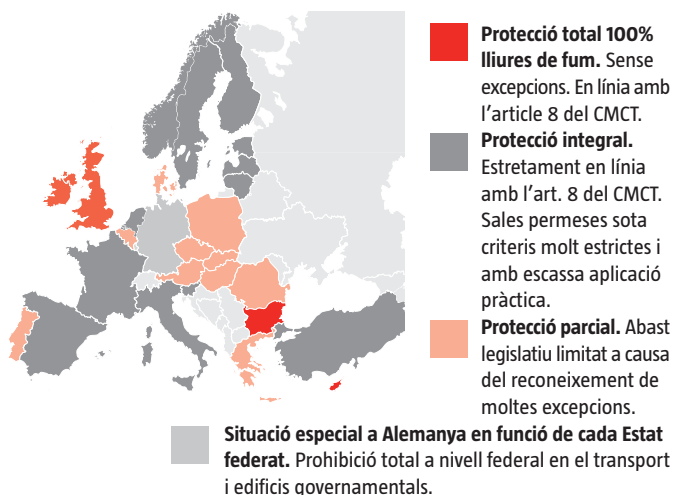 Protecció total 100%
lliures de fum. Sense
excepcions. En línia amb
l’article 8 del CMCT.
Protecció integral.
Estretament en línia
amb l’art. 8 del CMCT.
Sales permeses sota
criteris molt estrictes i
amb escassa aplicació
pràctica.
Protecció parcial. Abast
legislatiu limitat a causa
del reconeixement de
moltes excepcions.
Situació especial a Alemanya en funció de cada Estat
federat. Prohibició total a nivell federal en el transport
i edificis governamentals.